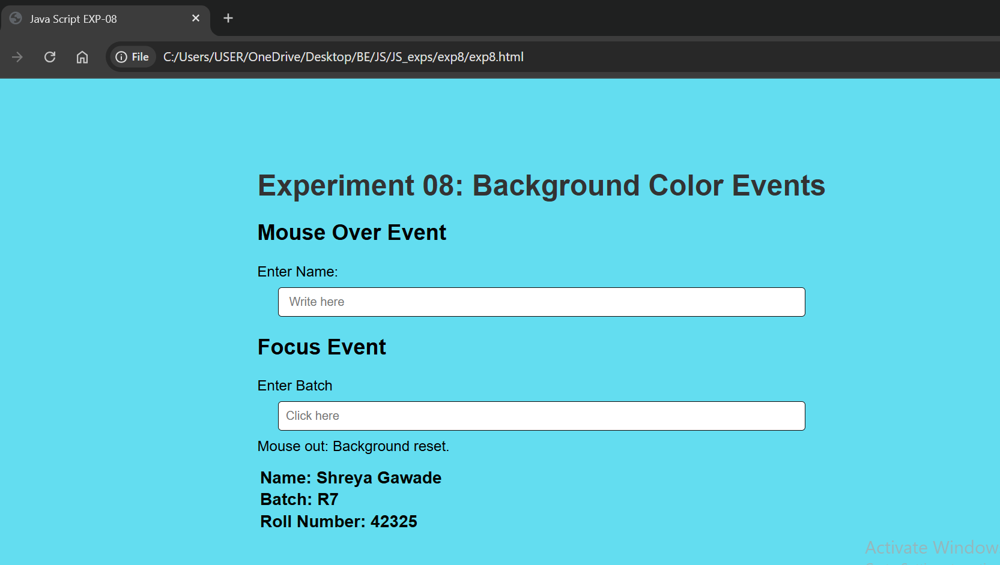 Java Script EXP-08
File C:/Users/USER/OneDrive/Desktop/BE/JS/JS_exps/exp8/exp8.html
Experiment 08: Background Color Events
Mouse Over Event
Enter Name:
Write here
Focus Event
Enter Batch
Click here
Mouse out: Background reset.
Name: Shreya Gawade
Batch: R7
Roll Number: 42325
Activate Window